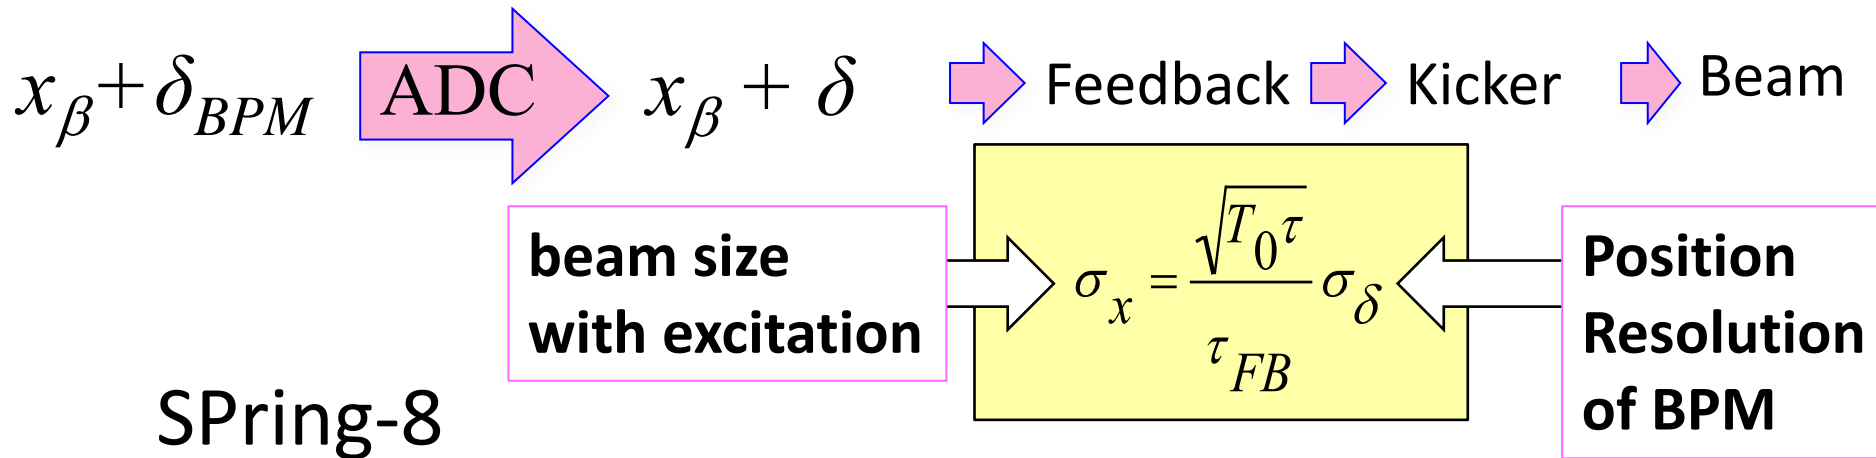 x_β + δ_BPM ADC x_β + δ Feedback Kicker Beam
beam size
with excitation
σ_x = √(T_0 τ) / τ_FB σ_δ
Position
Resolution
of BPM
SPring-8